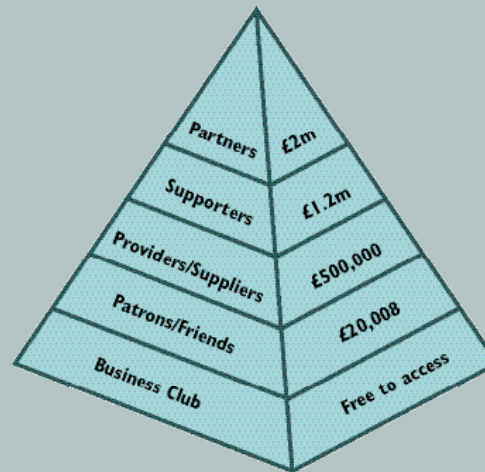 Partners £2m
Supporters £1.2m
Providers/Suppliers £500,000
Patrons/Friends £20,008
Business Club Free to access